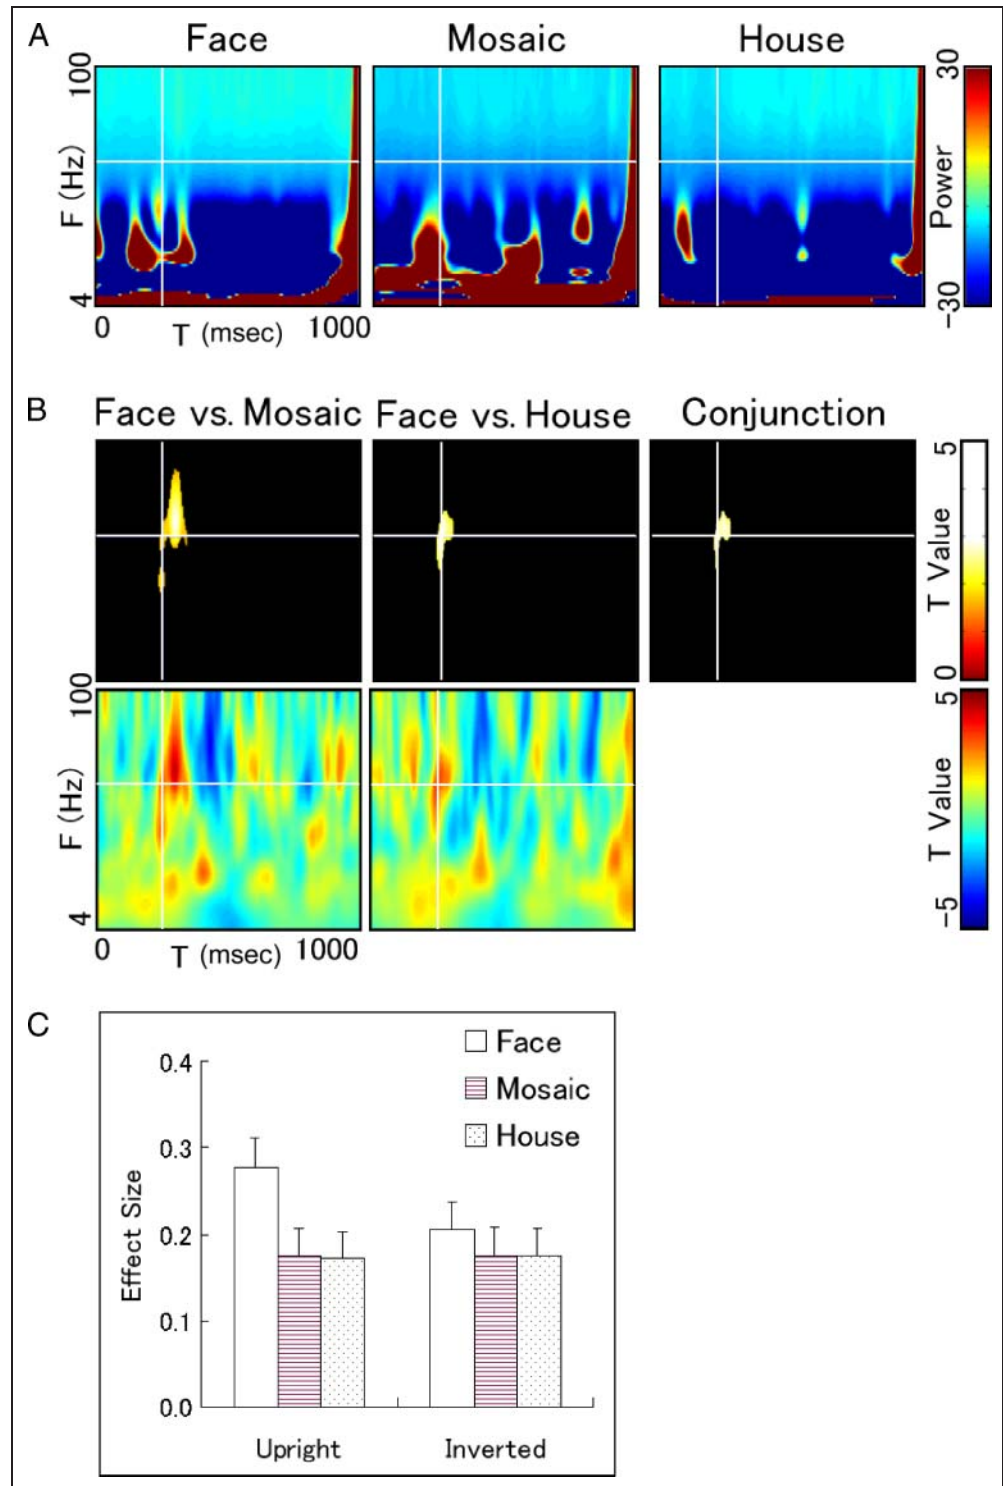 A
Face
Mosaic
House
100
F (Hz)
4
0
T (msec)
1000
30
Power
-30
B
Face vs. Mosaic
Face vs. House
Conjunction
5
T Value
0
100
F (Hz)
4
0
T (msec)
1000
5
T Value
-5
C
Face
Mosaic
House
0.4
0.3
0.2
0.1
0.0
Effect Size
Upright
Inverted